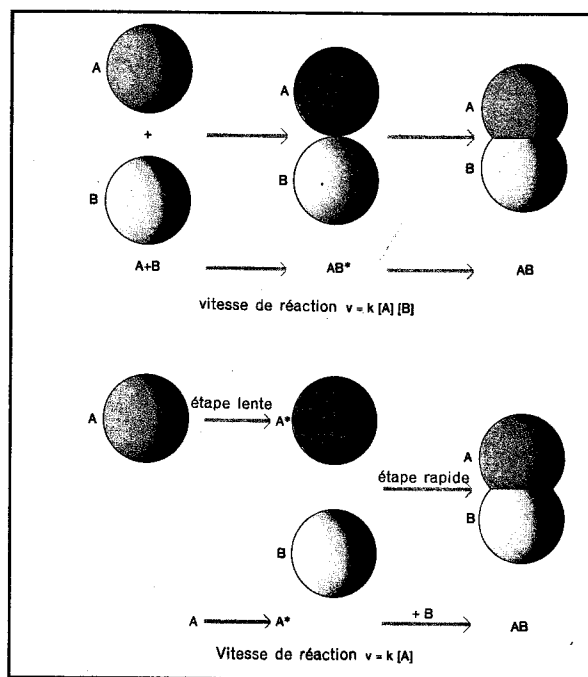 A
+
B
A
B
A
B
A+B AB* AB
vitesse de réaction v = k [A] [B]
A
étape lente
A*
A
B
étape rapide
B
A A* + B AB
Vitesse de réaction v = k [A]